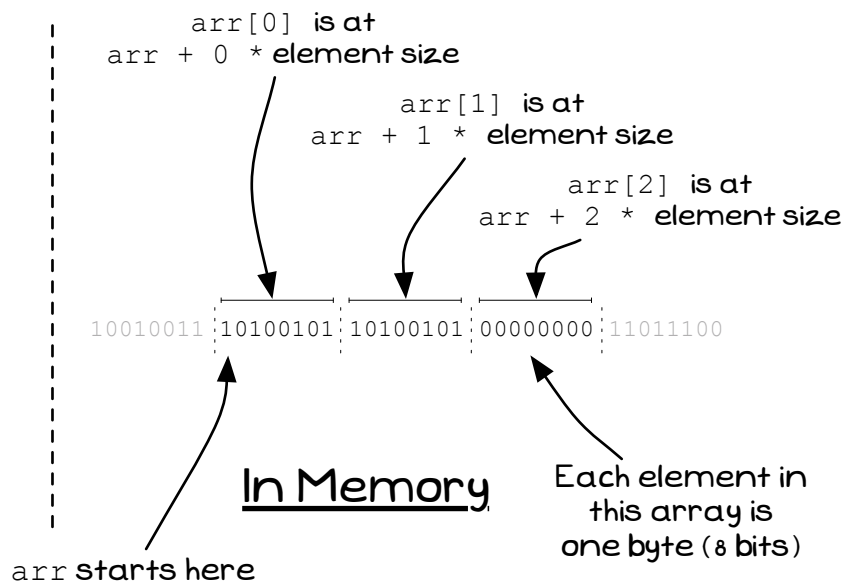 arr[0] is at
arr + 0 * element size
arr[1] is at
arr + 1 * element size
arr[2] is at
arr + 2 * element size
10010011 10100101 10100101 00000000 11011100
In Memory
Each element in
this array is
one byte (8 bits)
arr starts here